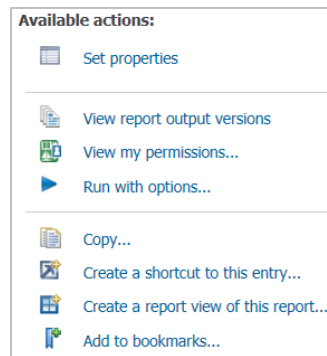 Available actions:
Set properties
View report output versions
View my permissions...
Run with options...
Copy...
Create a shortcut to this entry...
Create a report view of this report...
Add to bookmarks...